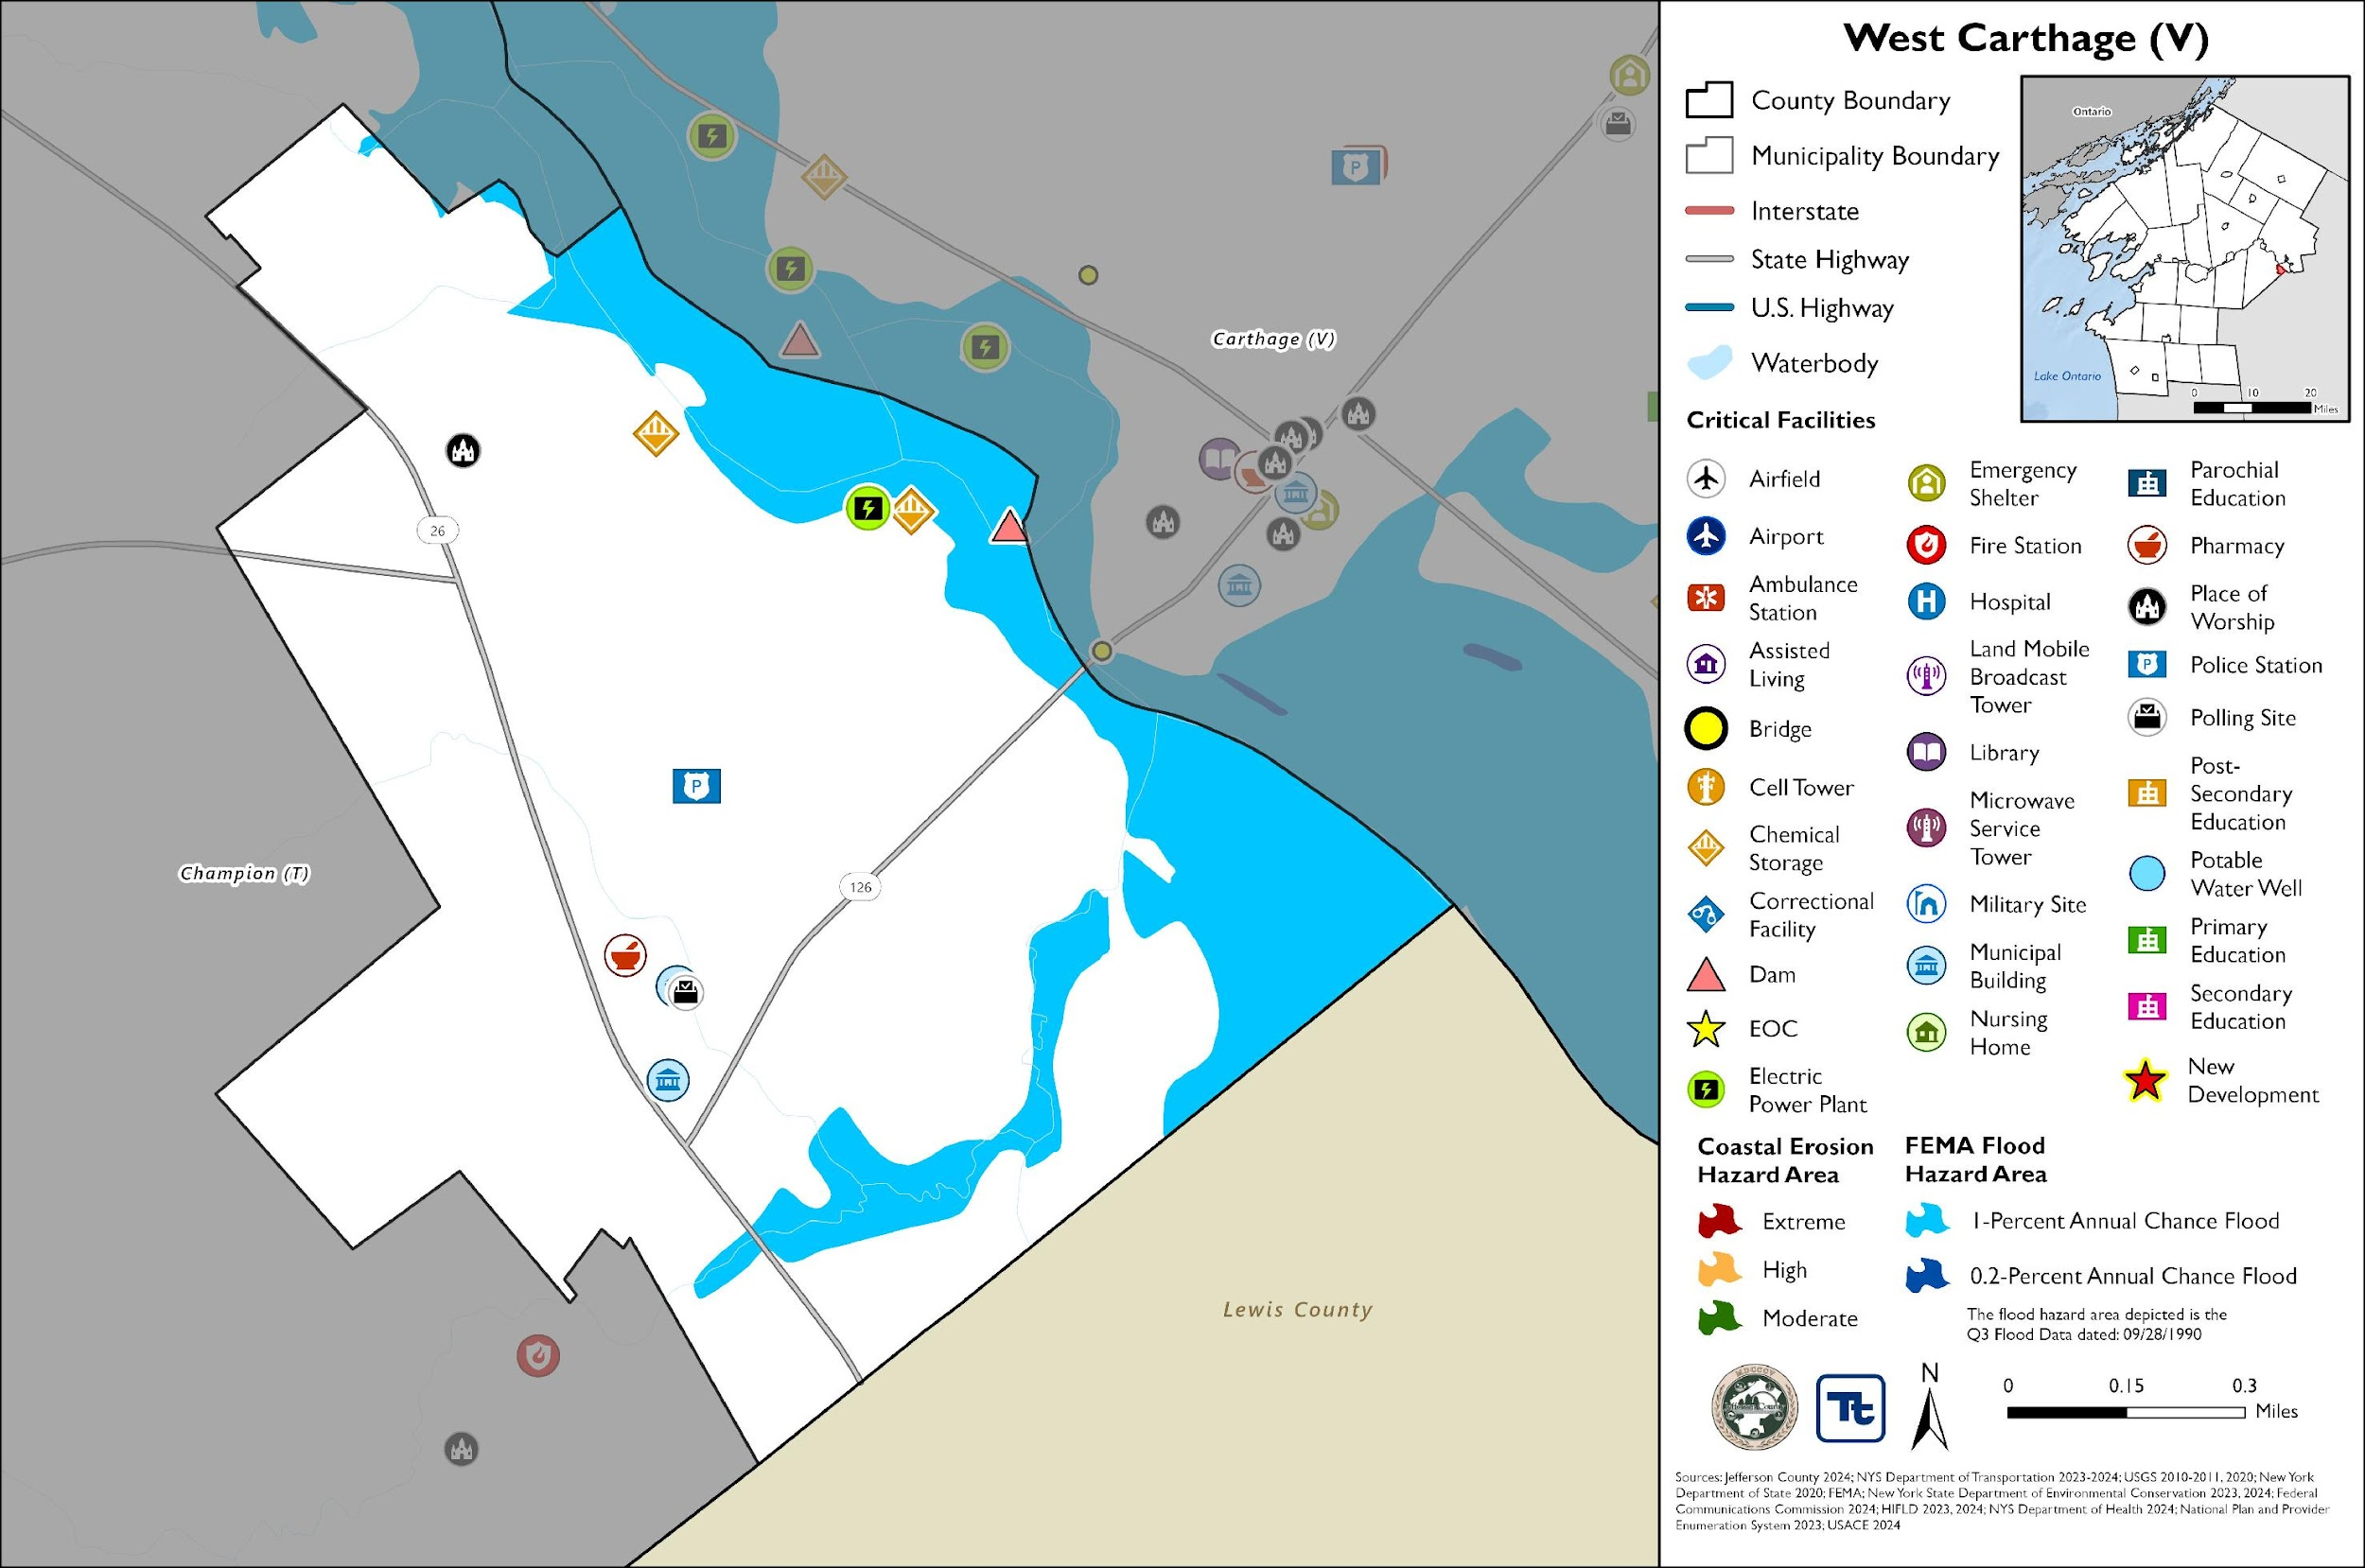 West Carthage (V)
County Boundary
Municipality Boundary
Interstate
State Highway
U.S. Highway
Waterbody
Ontario
Lake Ontario
0 10 20
Miles
Critical Facilities
Airfield
Airport
Ambulance
Station
Assisted
Living
Bridge
Cell Tower
Chemical
Storage
Correctional
Facility
Dam
EOC
Electric
Power Plant
Emergency
Shelter
Fire Station
Hospital
Land Mobile
Broadcast
Tower
Library
Microwave
Service
Tower
Military Site
Municipal
Building
Nursing
Home
Parochial
Education
Pharmacy
Place of
Worship
Police Station
Polling Site
Post-
Secondary
Education
Potable
Water Well
Primary
Education
Secondary
Education
New
Development
Coastal Erosion
Hazard Area
Extreme
High
Moderate
FEMA Flood
Hazard Area
1-Percent Annual Chance Flood
0.2-Percent Annual Chance Flood
The flood hazard area depicted is the
Q3 Flood Data dated: 09/28/1990
Tt
N
0 0.15 0.3
Miles
Sources: Jefferson County 2024; NYS Department of Transportation 2023-2024; USGS 2010-2011, 2020; New York
Department of State 2020; FEMA; New York State Department of Environmental Conservation 2023, 2024; Federal
Communications Commission 2024; HIFLD 2023, 2024; NYS Department of Health 2024; National Plan and Provider
Enumeration System 2023; USACE 2024
Carthage (V)
26
P
P
126
Champion (T)
Lewis County